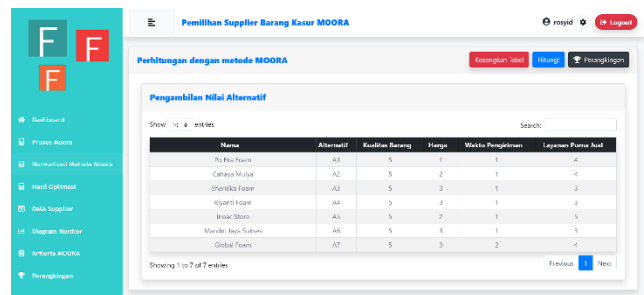 F
F
F
Pemilihan Supplier Barang Kasur MOORA
rosyid
Logout
Dashboard
Proses Moora
Normalisasi Metode Moora
Hasil Optimasi
Data Supplier
Diagram Monitor
Kriteria MOORA
Perangkingan
Perhitungan dengan metode MOORA
Kosongkan Tabel Hitung! Perangkingan
Pengambilan Nilai Alternatif
Show entries Search:
Nama Alternatif Kualitas Barang Harga Waktu Pengiriman Layanan Purna Jual
Po Eka Foam A1 5 1 1 4
Cahaya Mulya A2 5 2 1 4
Shantika Foam A3 5 3 1 3
Kiyanti Foam A4 5 3 1 3
Inoac Store A5 5 2 1 5
Mandiri Jaya Sukses A6 5 3 1 3
Global Foam A7 5 3 2 4
Showing 1 to 7 of 7 entries
Previous 1 Next